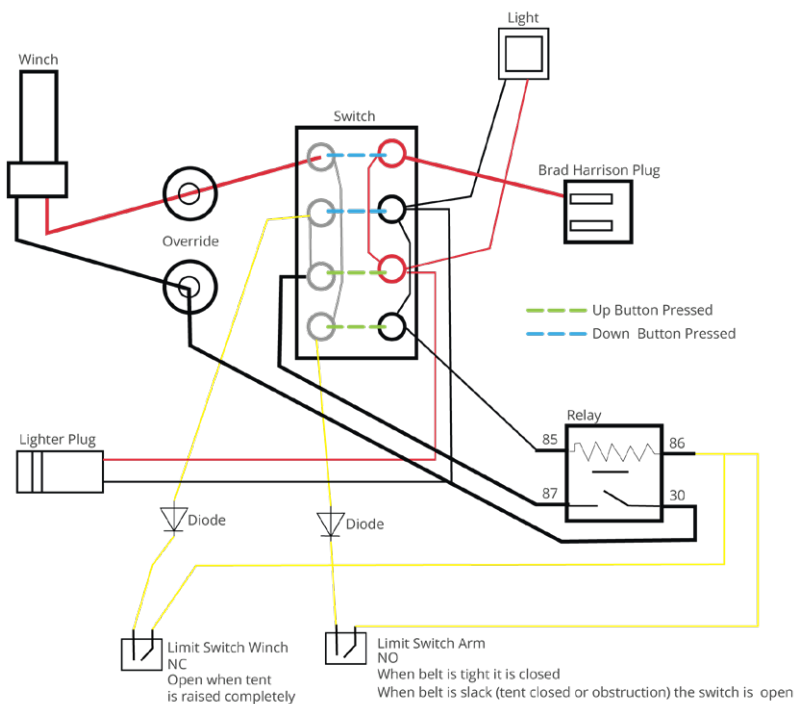 Light
Winch
Switch
Brad Harrison Plug
Override
Up Button Pressed
Down Button Pressed
Relay
Lighter Plug
85
86
87
30
Diode
Diode
Limit Switch Winch
NC
Open when tent
is raised completely
Limit Switch Arm
NO
When belt is tight it is closed
When belt is slack (tent closed or obstruction) the switch is open